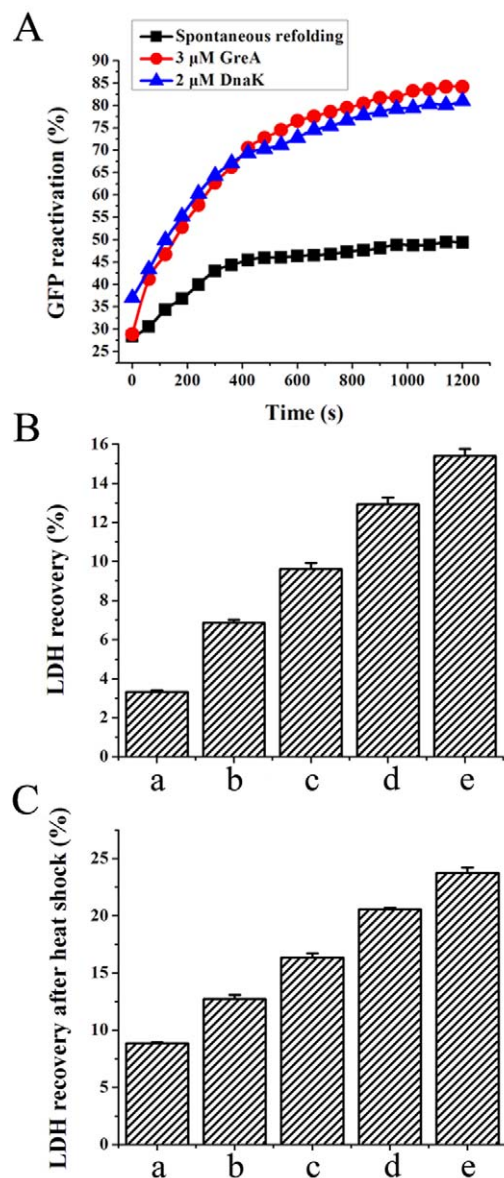 A
Spontaneous refolding
3 μM GreA
2 μM DnaK
GFP reactivation (%)
90
85
80
75
70
65
60
55
50
45
40
35
30
25
0 200 400 600 800 1000 1200
Time (s)
B
LDH recovery (%)
16
14
12
10
8
6
4
2
0
a b c d e
C
LDH recovery after heat shock (%)
25
20
15
10
5
0
a b c d e